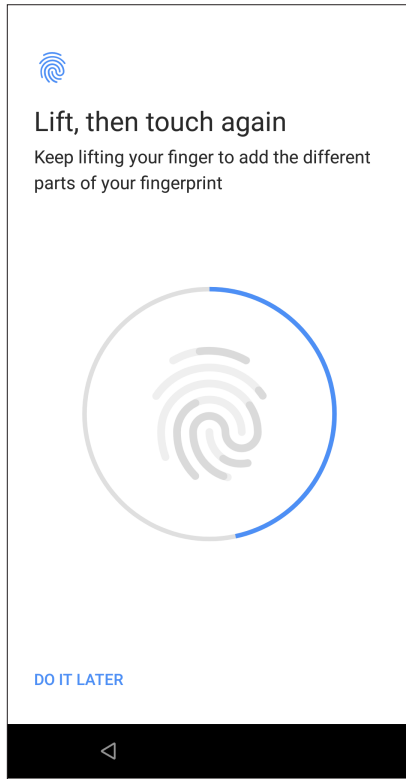 Lift, then touch again
Keep lifting your finger to add the different
parts of your fingerprint
DO IT LATER